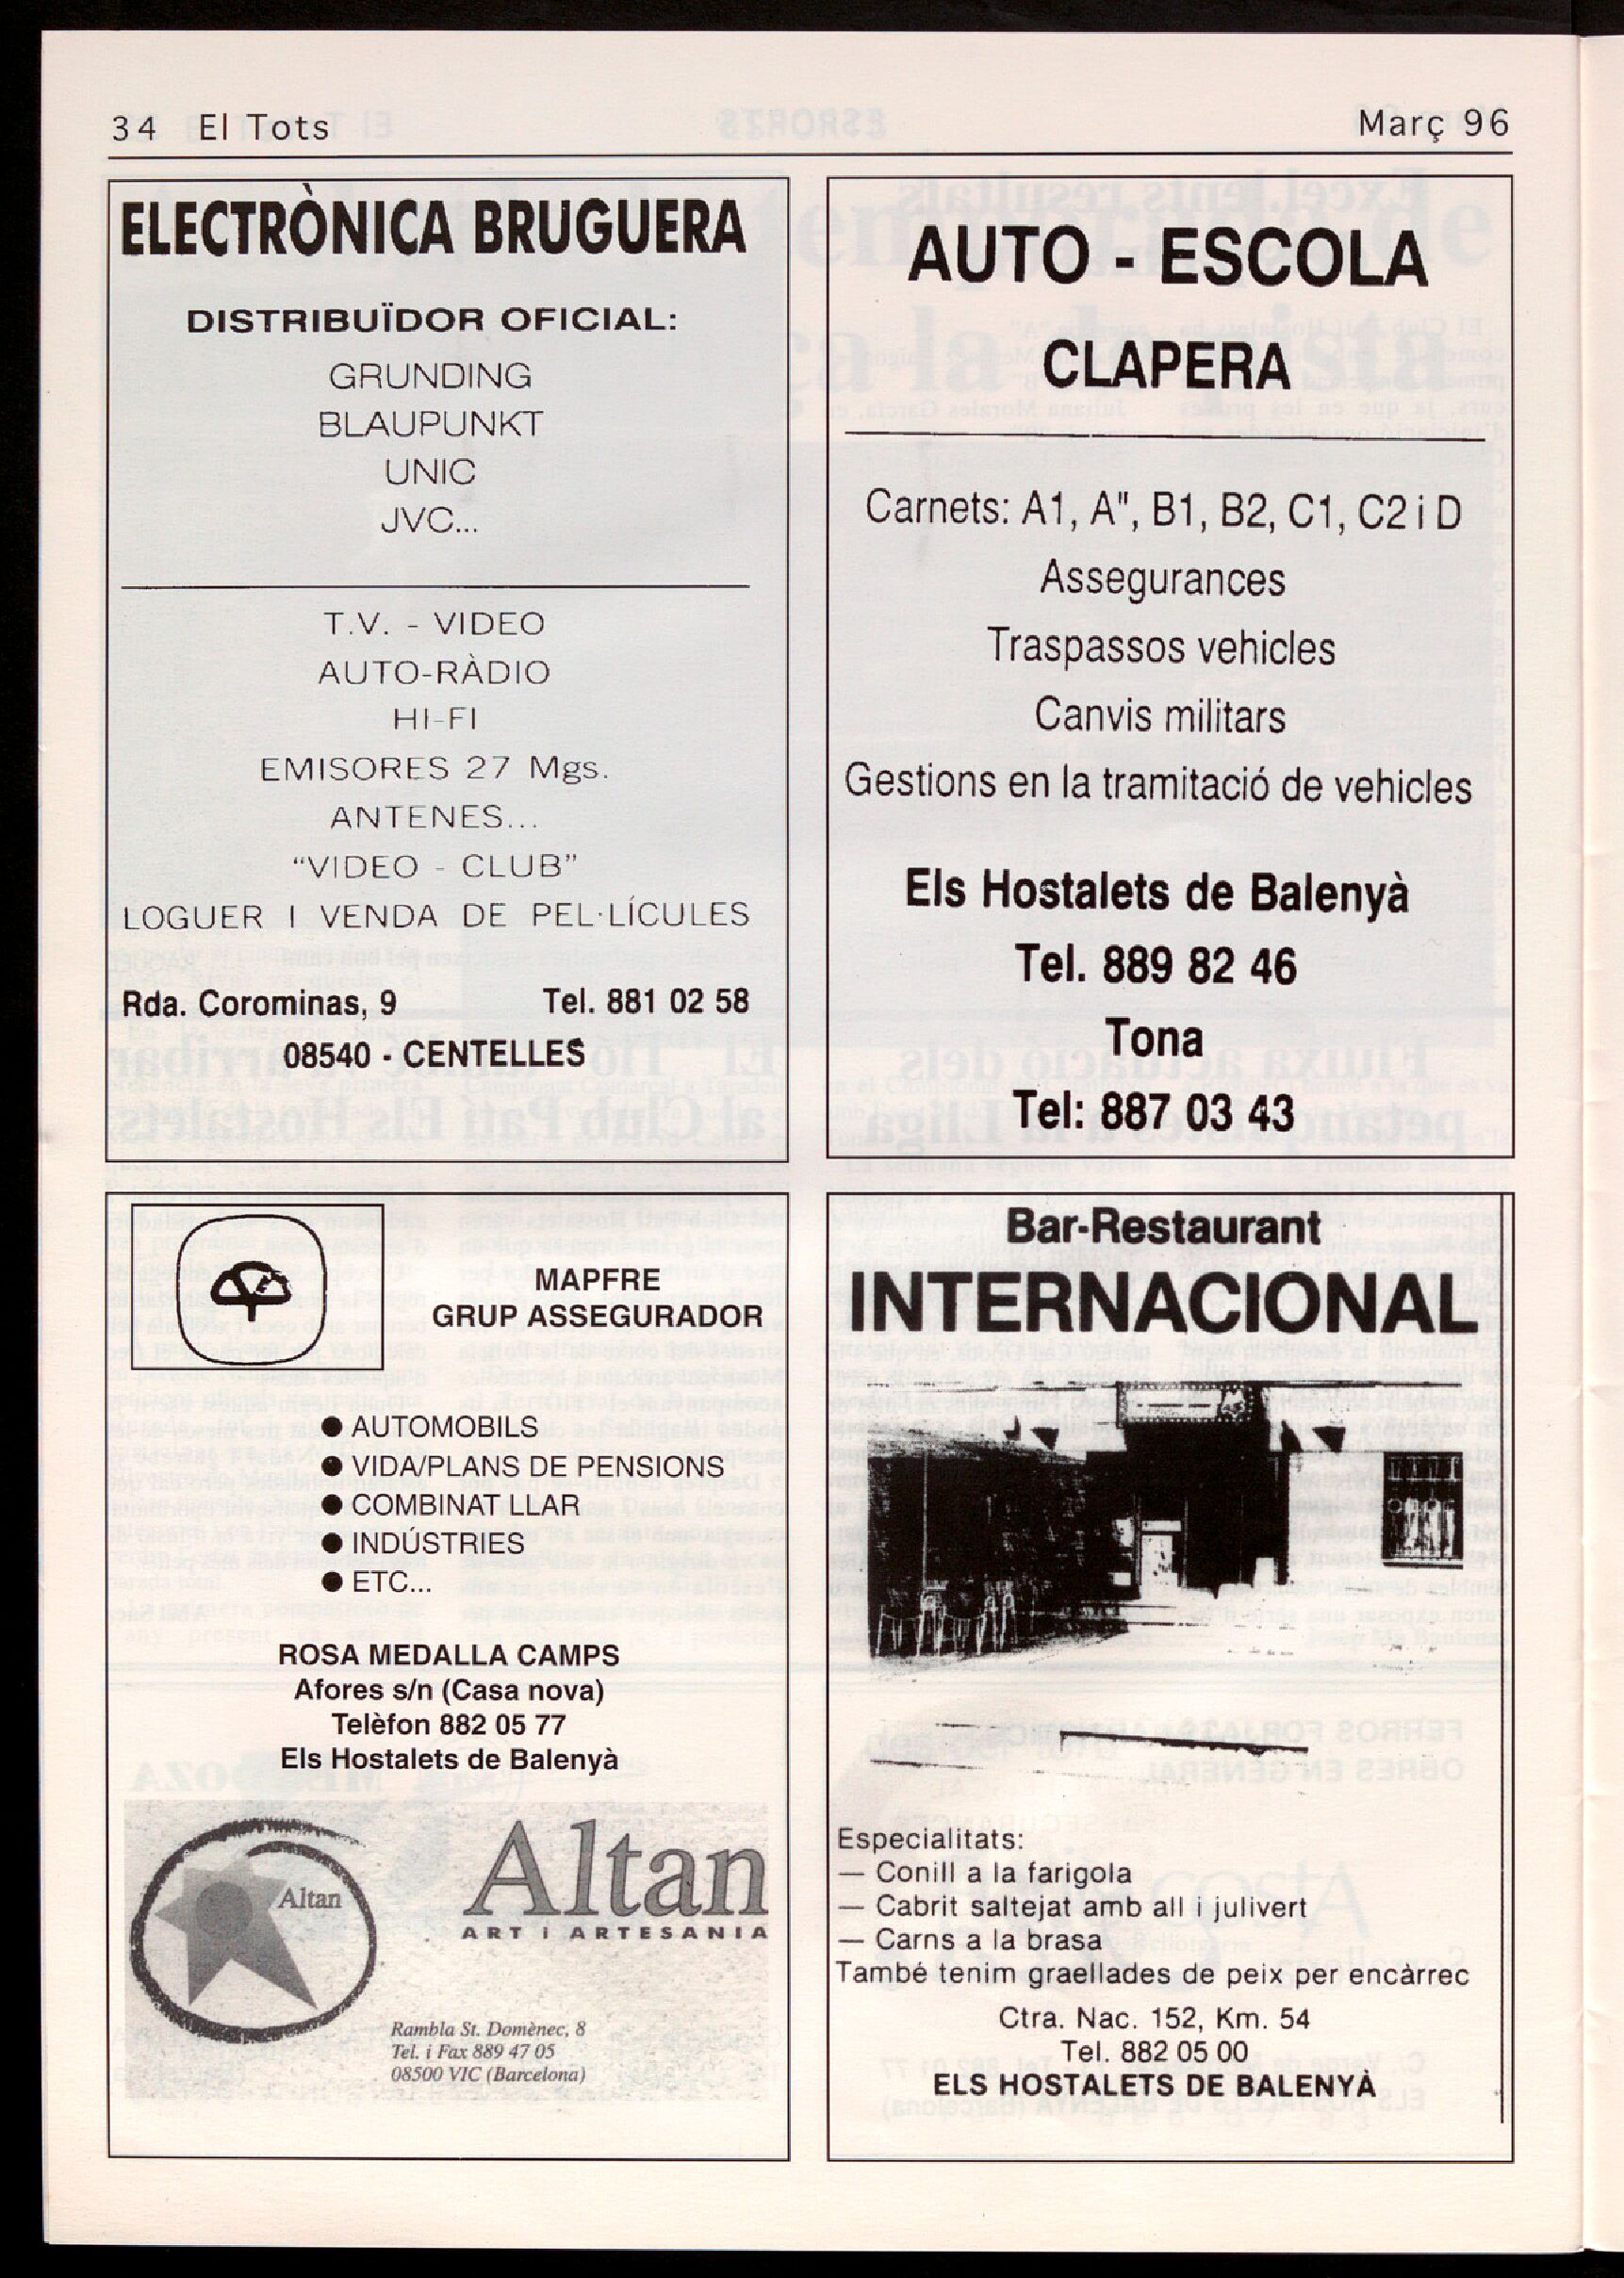 34 El Tots
Març 96
ELECTRÒNICA BRUGUERA
DISTRIBUÏDOR OFICIAL:
GRUNDING
BLAUPUNKT
UNIC
JVC...
T.V. - VIDEO
AUTO-RÀDIO
HI-FI
EMISORES 27 Mgs.
ANTENES...
“VIDEO - CLUB”
LOGUER I VENDA DE PEL·LÍCULES
Rda. Corominas, 9 Tel. 881 02 58
08540 - CENTELLES
AUTO - ESCOLA
CLAPERA
Carnets: A1, A", B1, B2, C1, C2 i D
Assegurances
Traspassos vehicles
Canvis militars
Gestions en la tramitació de vehicles
Els Hostalets de Balenyà
Tel. 889 82 46
Tona
Tel: 887 03 43
MAPFRE
GRUP ASSEGURADOR
● AUTOMOBILS
● VIDA/PLANS DE PENSIONS
● COMBINAT LLAR
● INDÚSTRIES
● ETC...
ROSA MEDALLA CAMPS
Afores s/n (Casa nova)
Telèfon 882 05 77
Els Hostalets de Balenyà
Altan
Altan
ART I ARTESANIA
Rambla St. Domènec, 8
Tel. i Fax 889 47 05
08500 VIC (Barcelona)
Bar-Restaurant
INTERNACIONAL
Especialitats:
— Conill a la farigola
— Cabrit saltejat amb all i julivert
— Carns a la brasa
També tenim graellades de peix per encàrrec
Ctra. Nac. 152, Km. 54
Tel. 882 05 00
ELS HOSTALETS DE BALENYÀ